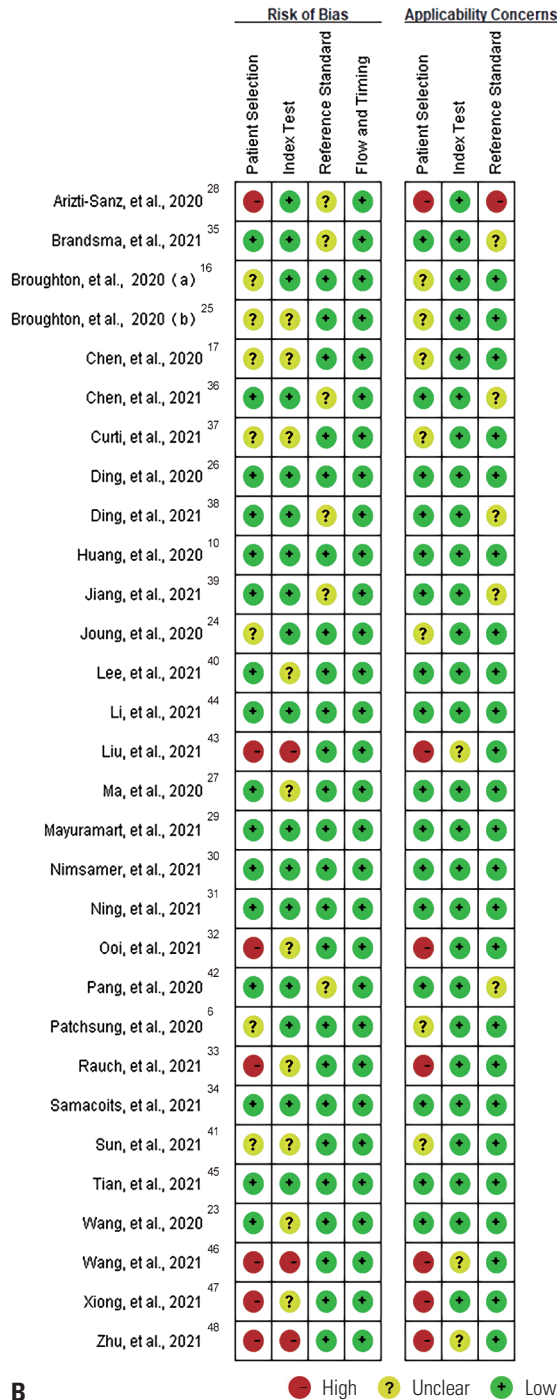 Risk of Bias Applicability Concerns
Patient Selection Index Test Reference Standard Flow and Timing Patient Selection Index Test Reference Standard
Arizti-Sanz, et al., 2020 28 - + ? + - + -
Brandsma, et al., 2021 35 + + ? + + + ?
Broughton, et al., 2020 (a) 16 ? + + + ? + +
Broughton, et al., 2020 (b) 25 ? ? + + ? + +
Chen, et al., 2020 17 ? ? + + ? + +
Chen, et al., 2021 36 + + ? + + + ?
Curti, et al., 2021 37 ? ? + + ? + +
Ding, et al., 2020 26 + + + + + + +
Ding, et al., 2021 38 + + ? + + + ?
Huang, et al., 2020 10 + + + + + + +
Jiang, et al., 2021 39 + + ? + + + ?
Joung, et al., 2020 24 ? + + + ? + +
Lee, et al., 2021 40 + ? + + + + +
Li, et al., 2021 44 + + + + + + +
Liu, et al., 2021 43 - - + + - ? +
Ma, et al., 2020 27 + ? + + + + +
Mayuramart, et al., 2021 29 + + + + + + +
Nimsamer, et al., 2021 30 + + + + + + +
Ning, et al., 2021 31 + + + + + + +
Ooi, et al., 2021 32 - ? + + - + +
Pang, et al., 2020 42 + + ? + + + ?
Patchsung, et al., 2020 6 ? + + + ? + +
Rauch, et al., 2021 33 - ? + + - + +
Samacoits, et al., 2021 34 + + + + + + +
Sun, et al., 2021 41 ? ? + + ? + +
Tian, et al., 2021 45 + + + + + + +
Wang, et al., 2020 23 + ? + + + + +
Wang, et al., 2021 46 - - + + - ? +
Xiong, et al., 2021 47 - ? + + - + +
Zhu, et al., 2021 48 - - + + - ? +
B - High ? Unclear + Low